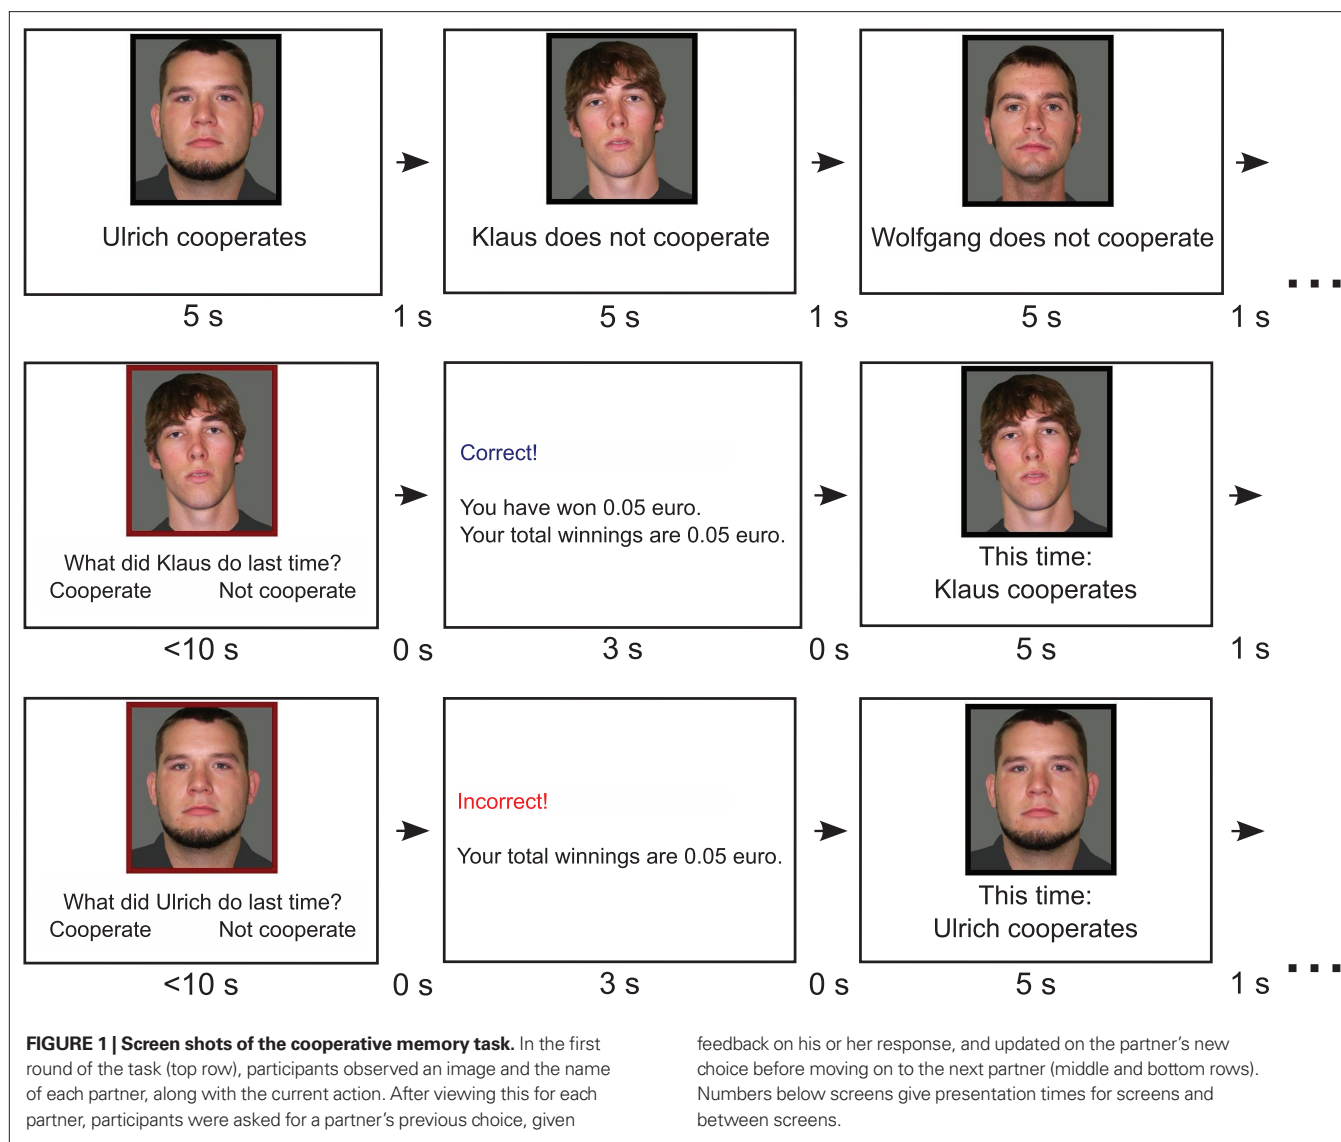 Ulrich cooperates
Klaus does not cooperate
Wolfgang does not cooperate
...
5 s
1 s
5 s
1 s
5 s
1 s
What did Klaus do last time?
Cooperate Not cooperate
Correct!
You have won 0.05 euro.
Your total winnings are 0.05 euro.
This time:
Klaus cooperates
<10 s
0 s
3 s
0 s
5 s
1 s
What did Ulrich do last time?
Cooperate Not cooperate
Incorrect!
Your total winnings are 0.05 euro.
This time:
Ulrich cooperates
...
<10 s
0 s
3 s
0 s
5 s
1 s
FIGURE 1 | Screen shots of the cooperative memory task. In the first
round of the task (top row), participants observed an image and the name
of each partner, along with the current action. After viewing this for each
partner, participants were asked for a partner's previous choice, given
feedback on his or her response, and updated on the partner's new
choice before moving on to the next partner (middle and bottom rows).
Numbers below screens give presentation times for screens and
between screens.